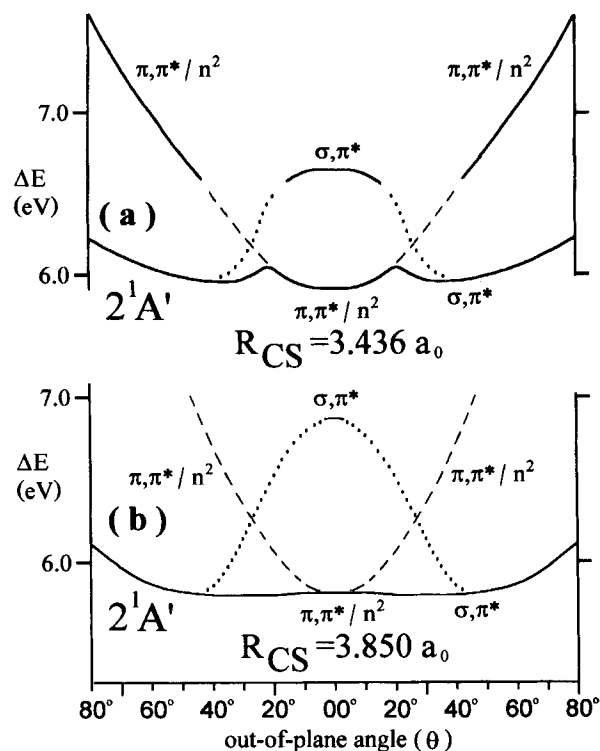 π,π*/n²
π,π*/n²
7.0
σ,π*
ΔE
(eV)
(a)
6.0
2¹A'
π,π*/n²
σ,π*
R_CS =3.436 a₀
7.0
σ,π*
ΔE
(eV)
π,π*/n²
π,π*/n²
(b)
6.0
2¹A'
π,π*/n²
σ,π*
R_CS =3.850 a₀
80° 60° 40° 20° 00° 20° 40° 60° 80°
out-of-plane angle (θ)